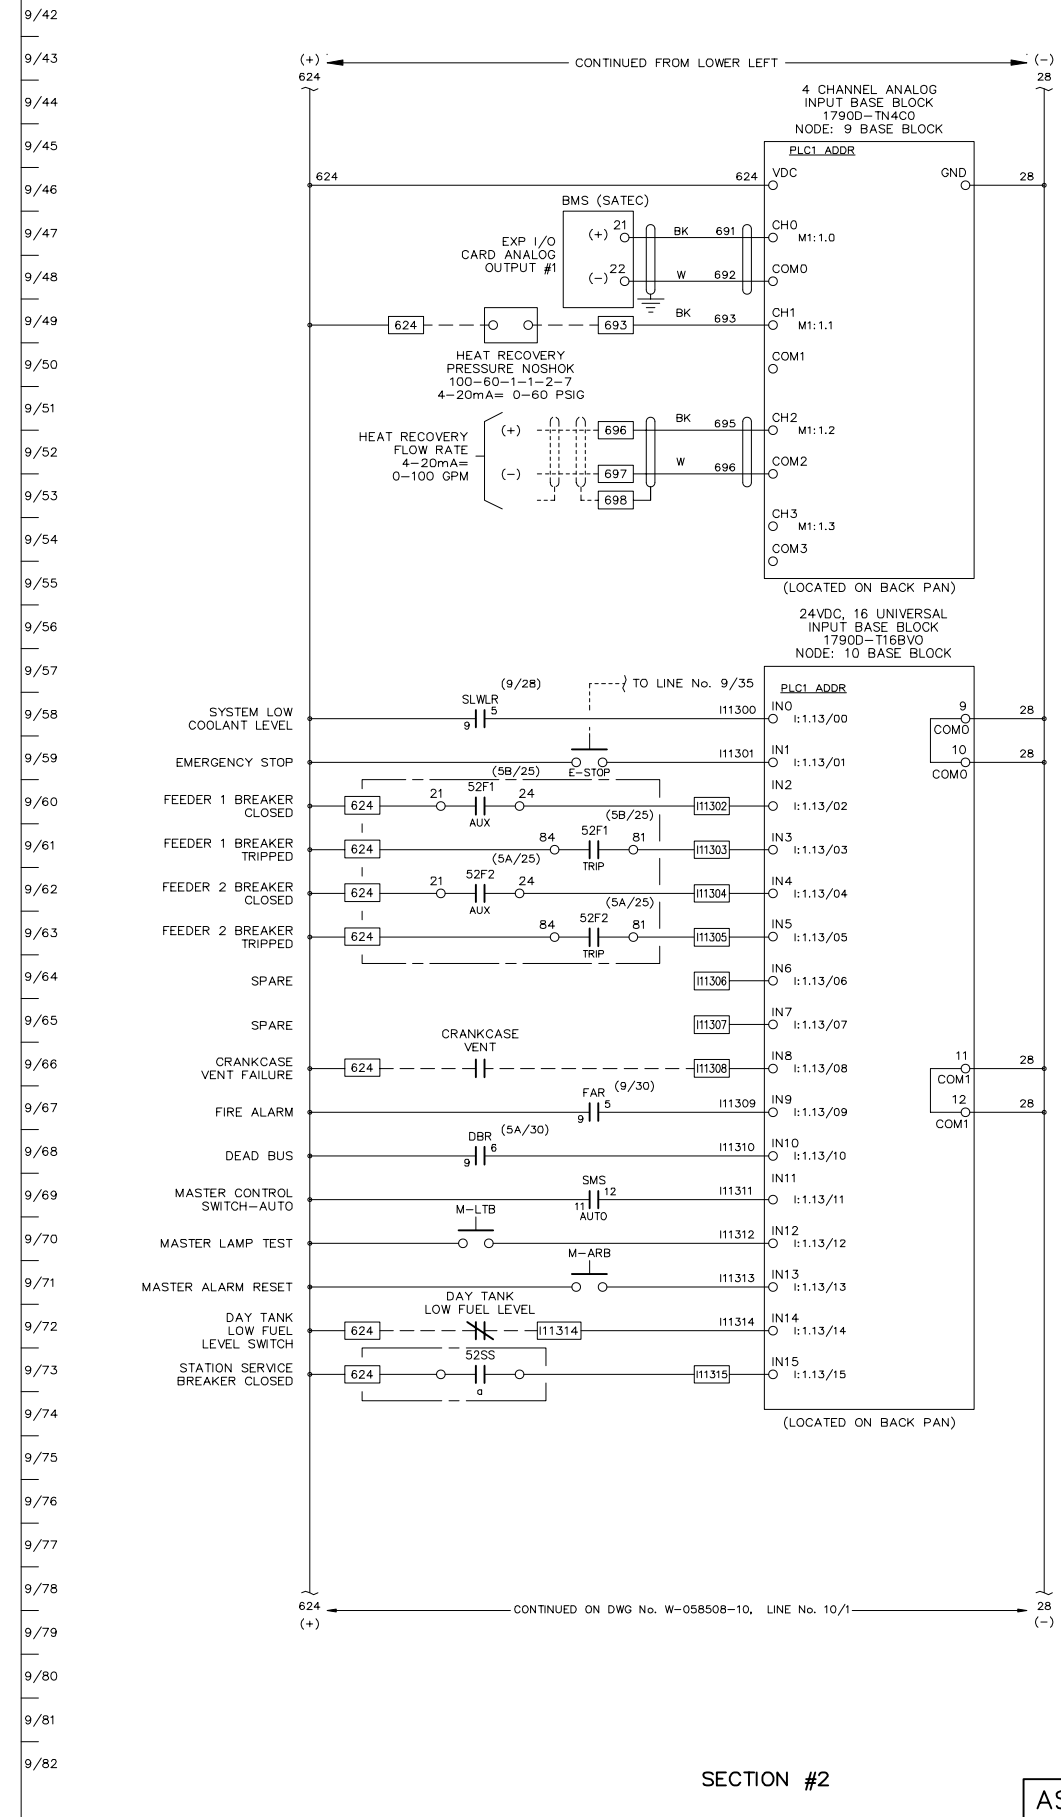 9/42
9/43
(+) CONTINUED FROM LOWER LEFT (-)
624 28
9/44
4 CHANNEL ANALOG
INPUT BASE BLOCK
1790D-TN4C0
NODE: 9 BASE BLOCK
9/45
PLC1 ADDR
9/46
624 624 VDC GND 28
BMS (SATEC)
9/47
EXP I/O
CARD ANALOG
OUTPUT #1
(+) 21 BK 691 CH0 M1:1.0
9/48
(-) 22 W 692 COM0
9/49
624 693 BK 693 CH1 M1:1.1
9/50
HEAT RECOVERY
PRESSURE NOSHOK
100-60-1-1-2-7
4-20mA= 0-60 PSIG
COM1
9/51
HEAT RECOVERY
FLOW RATE
4-20mA=
0-100 GPM
(+) 696 BK 695 CH2 M1:1.2
9/52
(-) 697 W 696 COM2
9/53
698
CH3 M1:1.3
9/54
COM3
9/55
(LOCATED ON BACK PAN)
9/56
24VDC, 16 UNIVERSAL
INPUT BASE BLOCK
1790D-T16BV0
NODE: 10 BASE BLOCK
9/57
(9/28) TO LINE No. 9/35 PLC1 ADDR
9/58
SYSTEM LOW
COOLANT LEVEL
SLWLR
9 5 I11300 IN0 I:1.13/00 9 COM0 28
9/59
EMERGENCY STOP E-STOP I11301 IN1 I:1.13/01 10 COM0 28
(5B/25)
9/60
FEEDER 1 BREAKER
CLOSED
624 21 52F1 24 AUX I11302 IN2 I:1.13/02
(5B/25)
9/61
FEEDER 1 BREAKER
TRIPPED
624 84 52F1 81 TRIP I11303 IN3 I:1.13/03
(5A/25)
9/62
FEEDER 2 BREAKER
CLOSED
624 21 52F2 24 AUX I11304 IN4 I:1.13/04
(5A/25)
9/63
FEEDER 2 BREAKER
TRIPPED
624 84 52F2 81 TRIP I11305 IN5 I:1.13/05
9/64
SPARE I11306 IN6 I:1.13/06
9/65
SPARE I11307 IN7 I:1.13/07
9/66
CRANKCASE
VENT FAILURE
624
CRANKCASE
VENT
I11308 IN8 I:1.13/08 11 COM1 28
9/67
FIRE ALARM FAR (9/30) 9 5 I11309 IN9 I:1.13/09 12 COM1 28
9/68
DEAD BUS DBR (5A/30) 9 6 I11310 IN10 I:1.13/10
9/69
MASTER CONTROL
SWITCH-AUTO
SMS 11 12 AUTO I11311 IN11 I:1.13/11
9/70
MASTER LAMP TEST M-LTB I11312 IN12 I:1.13/12
9/71
MASTER ALARM RESET M-ARB I11313 IN13 I:1.13/13
9/72
DAY TANK
LOW FUEL
LEVEL SWITCH
624
DAY TANK
LOW FUEL LEVEL
I11314 I11314 IN14 I:1.13/14
9/73
STATION SERVICE
BREAKER CLOSED
624 52SS a I11315 IN15 I:1.13/15
9/74
(LOCATED ON BACK PAN)
9/75
9/76
9/77
9/78
624 CONTINUED ON DWG No. W-058508-10, LINE No. 10/1 28
(+) (-)
9/79
9/80
9/81
9/82
SECTION #2
AS